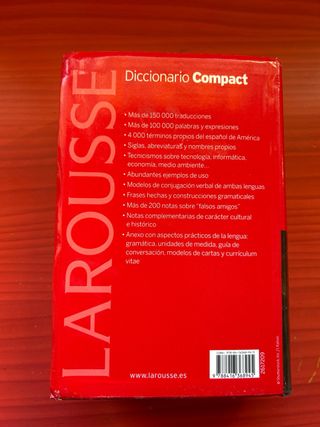 LAROUSSE
Diccionario Compact
• Más de 150 000 traducciones
• Más de 100 000 palabras y expresiones
• 4 000 términos propios del español de América
• Siglas, abreviaturas y nombres propios
• Tecnicismos sobre tecnología, informática,
economía, medio ambiente...
• Abundantes ejemplos de uso
• Modelos de conjugación verbal de ambas lenguas
• Frases hechas y construcciones gramaticales
• Más de 200 notas sobre "falsos amigos"
• Notas complementarias de carácter cultural
e histórico
• Anexo con aspectos prácticos de la lengua:
gramática, unidades de medida, guía de
conversación, modelos de cartas y currículum
vitae
www.larousse.es
9 788416 368945
2607209